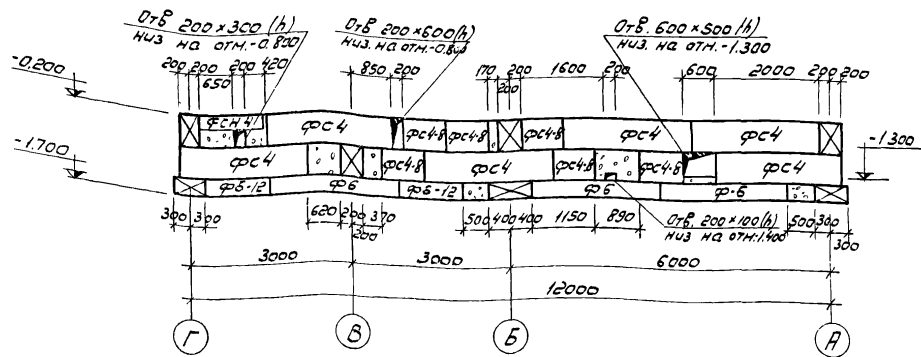 Отв 200×300 (h)
низ на отм.-0.800
Отв 200×600 (h)
низ. на отм.-0.800
Отв. 600×500 (h)
низ. на отм.-1.300
-0.200
200 200 650 200 420
850 200
170 200 200 1600 200
600 2000 200 200
-1.700
-1.300
ФСН4 ФС4 ФС4-8 ФС4-8 ФС4-8 ФС4 ФС4
ФС4 ФС4-8 ФС4 ФС4-8 ФС4-8 ФС4
Ф6-12 Ф6 Ф6-12 Ф6 Ф-6
300 300 620 200 200 370 500 400 400 1150 890 500 300 300
Отв. 200×100(h)
низ на отм.-1.400
3000 3000 6000
12000
Г В Б А